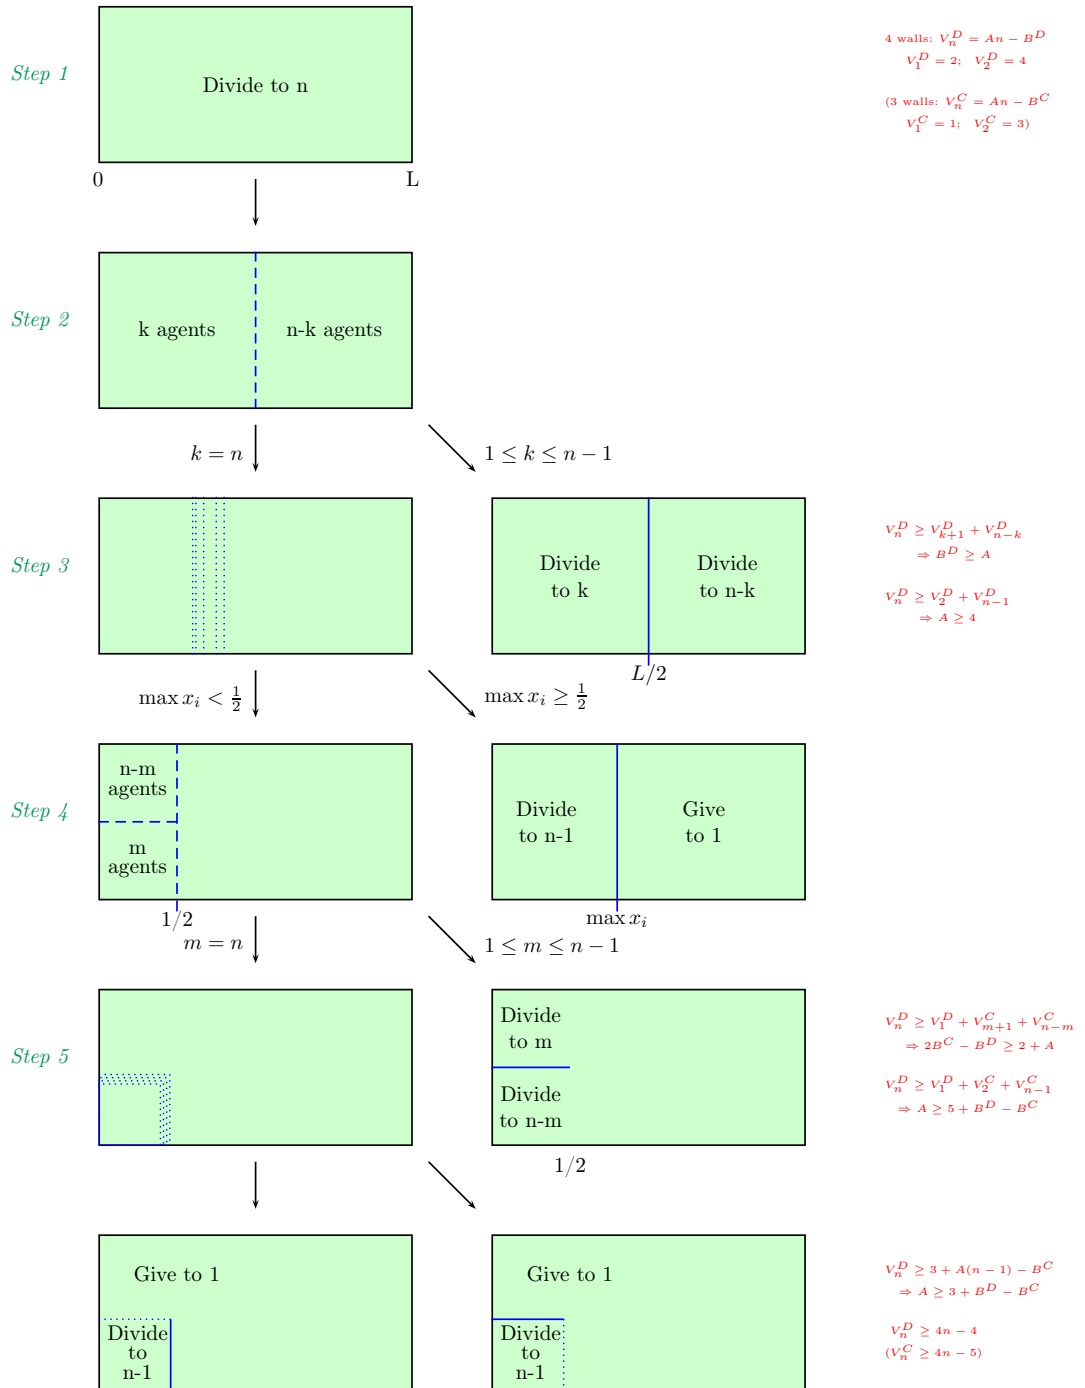 Step 1
Divide to n
0
L
4 walls: V_n^D = An − B^D
V_1^D = 2; V_2^D = 4
(3 walls: V_n^C = An − B^C
V_1^C = 1; V_2^C = 3)
Step 2
k agents
n-k agents
k = n
1 ≤ k ≤ n − 1
Step 3
Divide
to k
Divide
to n-k
L/2
V_n^D ≥ V_{k+1}^D + V_{n−k}^D
⇒ B^D ≥ A
V_n^D ≥ V_2^D + V_{n−1}^D
⇒ A ≥ 4
max x_i < 1/2
max x_i ≥ 1/2
Step 4
n-m
agents
m
agents
1/2
Divide
to n-1
Give
to 1
max x_i
m = n
1 ≤ m ≤ n − 1
Step 5
Divide
to m
Divide
to n-m
1/2
V_n^D ≥ V_1^D + V_{m+1}^C + V_{n−m}^C
⇒ 2B^C − B^D ≥ 2 + A
V_n^D ≥ V_1^D + V_2^C + V_{n−1}^C
⇒ A ≥ 5 + B^D − B^C
Give to 1
Divide
to
n-1
Give to 1
Divide
to
n-1
V_n^D ≥ 3 + A(n − 1) − B^C
⇒ A ≥ 3 + B^D − B^C
V_n^D ≥ 4n − 4
(V_n^C ≥ 4n − 5)